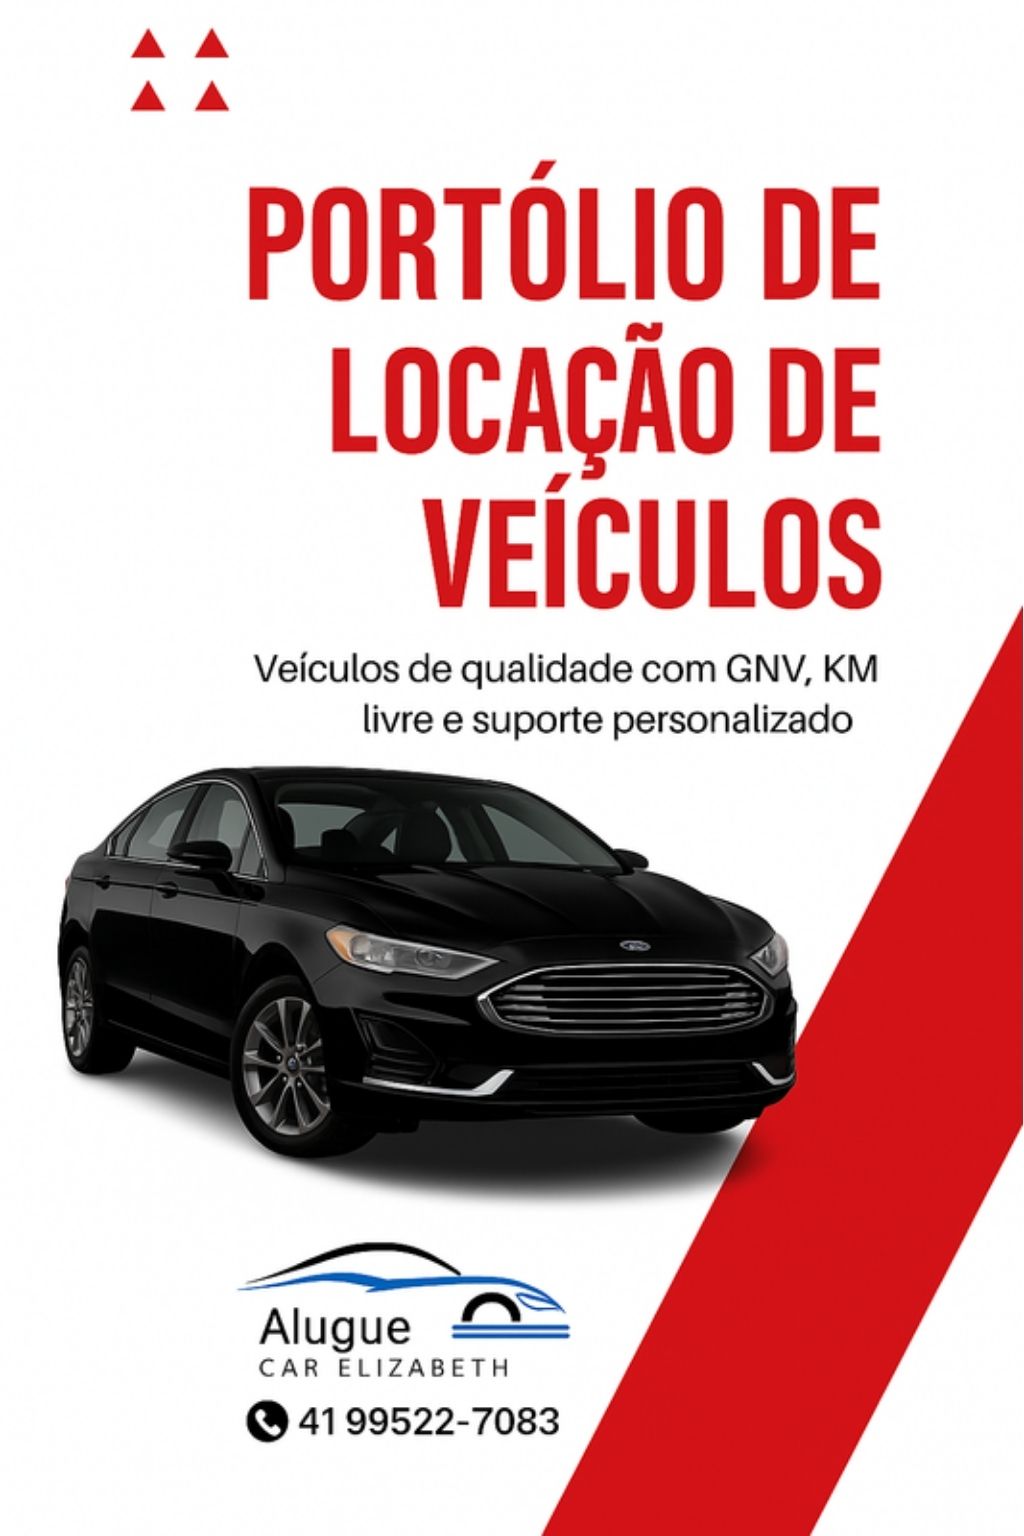 PORTÓLIO DE
LOCAÇÃO DE
VEÍCULOS
Veículos de qualidade com GNV, KM
livre e suporte personalizado
Alugue
CAR ELIZABETH
41 99522-7083